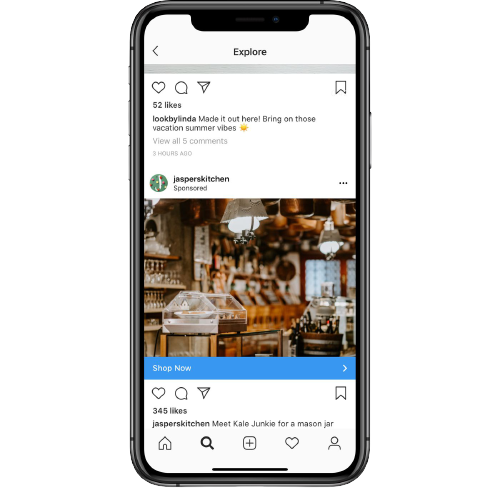 Explore
52 likes
lookbylinda Made it out here! Bring on those
vacation summer vibes ☀️
View all 5 comments
3 HOURS AGO
jasperskitchen
Sponsored
Shop Now
345 likes
jasperskitchen Meet Kale Junkie for a mason jar